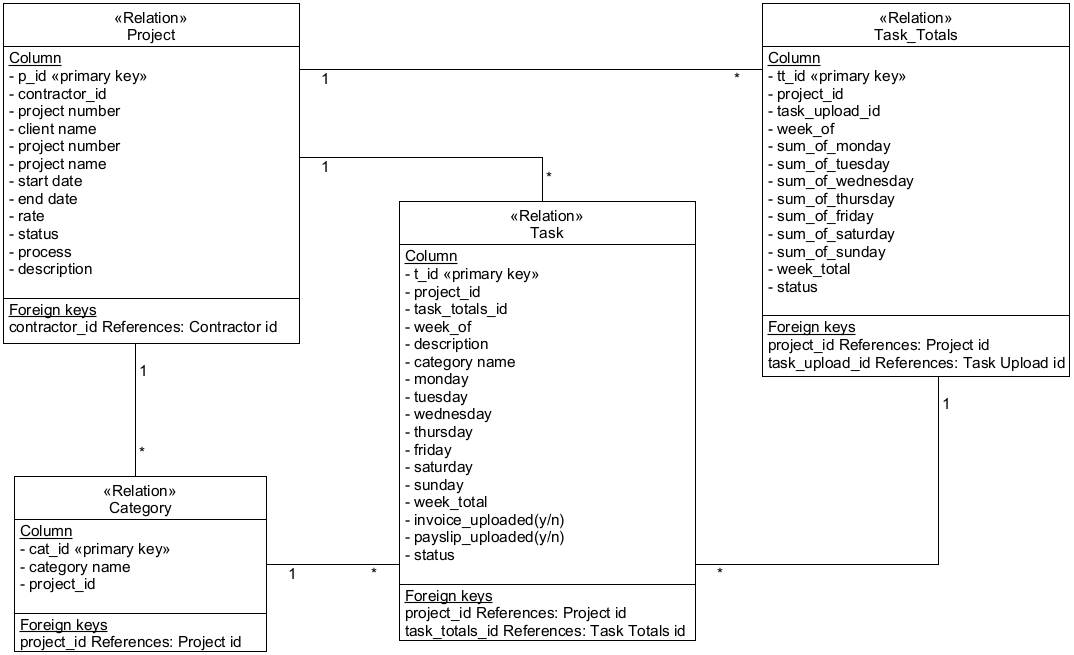 «Relation»
Project
Column
- p_id «primary key»
- contractor_id
- project number
- client name
- project number
- project name
- start date
- end date
- rate
- status
- process
- description
Foreign keys
contractor_id References: Contractor id
1
*
1
*
1
*
«Relation»
Task_Totals
Column
- tt_id «primary key»
- project_id
- task_upload_id
- week_of
- sum_of_monday
- sum_of_tuesday
- sum_of_wednesday
- sum_of_thursday
- sum_of_friday
- sum_of_saturday
- sum_of_sunday
- week_total
- status
Foreign keys
project_id References: Project id
task_upload_id References: Task Upload id
1
*
«Relation»
Task
Column
- t_id «primary key»
- project_id
- task_totals_id
- week_of
- description
- category name
- monday
- tuesday
- wednesday
- thursday
- friday
- saturday
- sunday
- week_total
- invoice_uploaded(y/n)
- payslip_uploaded(y/n)
- status
Foreign keys
project_id References: Project id
task_totals_id References: Task Totals id
«Relation»
Category
Column
- cat_id «primary key»
- category name
- project_id
Foreign keys
project_id References: Project id
1
*